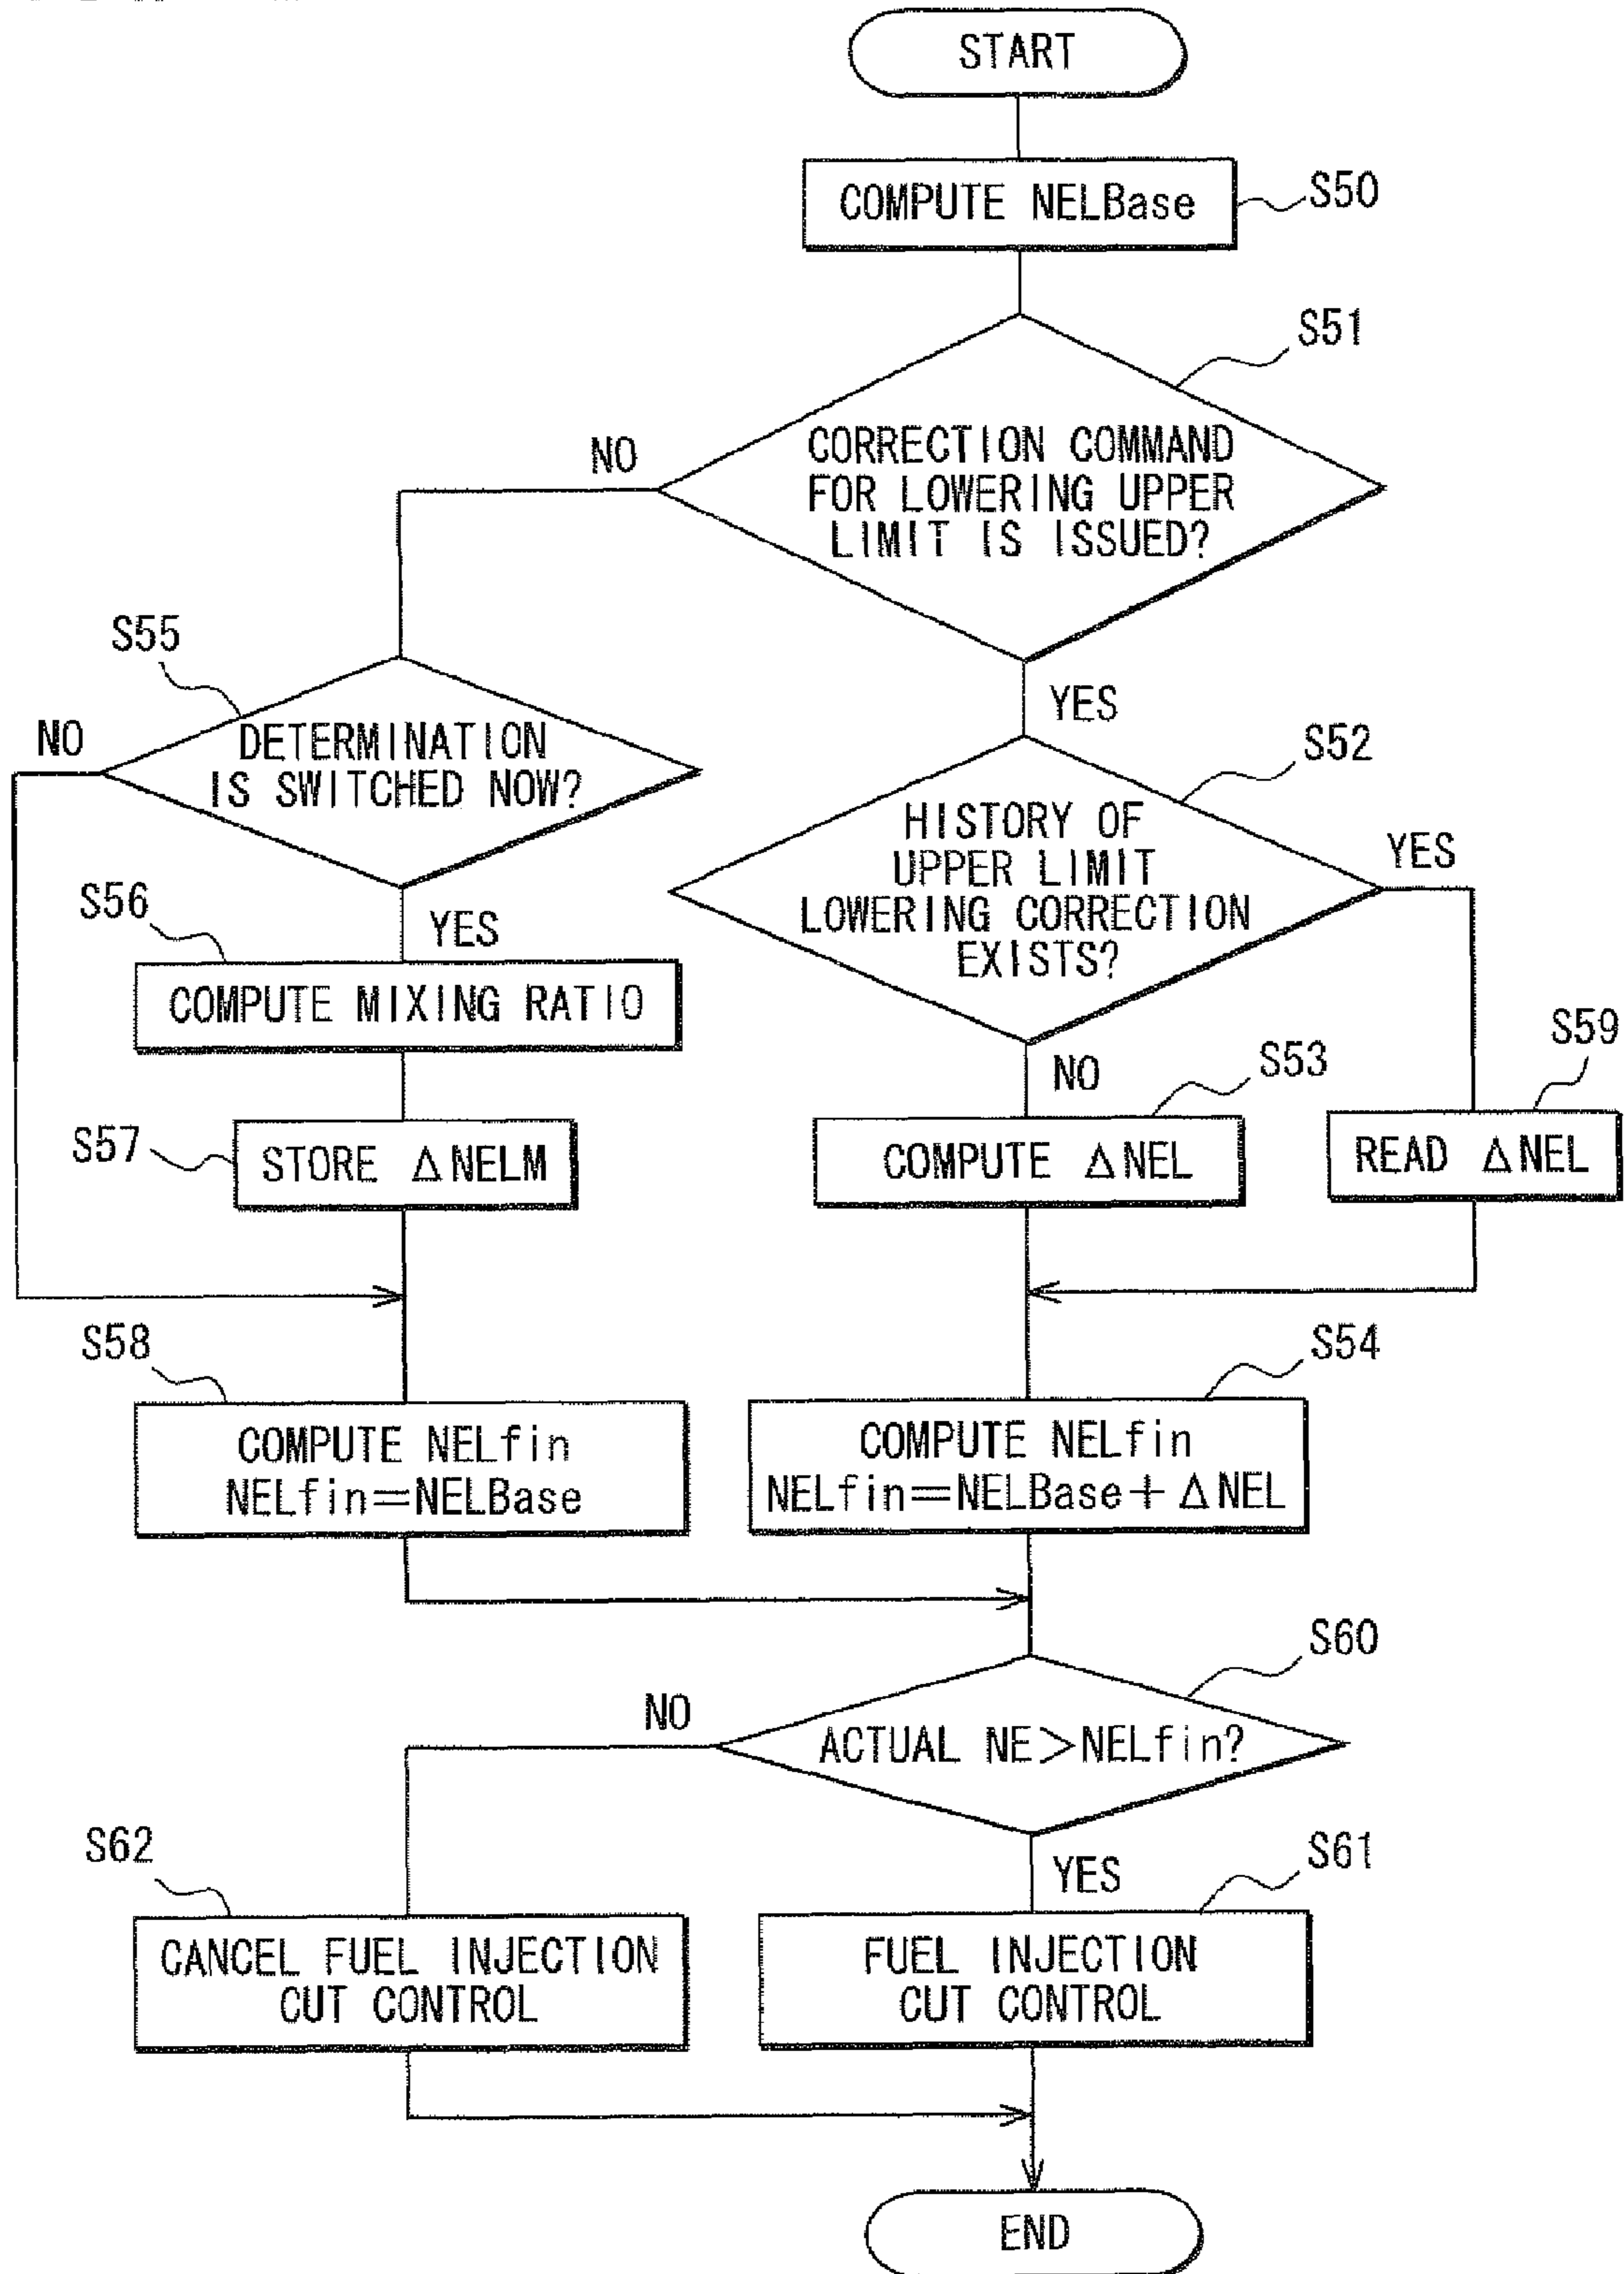 START
COMPUTE NELBase
S50
S51
CORRECTION COMMAND
FOR LOWERING UPPER
LIMIT IS ISSUED?
NO
YES
S55
DETERMINATION
IS SWITCHED NOW?
NO
YES
S52
HISTORY OF
UPPER LIMIT
LOWERING CORRECTION
EXISTS?
YES
NO
S56
COMPUTE MIXING RATIO
S57
STORE ΔNELM
S53
COMPUTE ΔNEL
S59
READ ΔNEL
S58
COMPUTE NELfin
NELfin=NELBase
S54
COMPUTE NELfin
NELfin=NELBase+ΔNEL
S60
ACTUAL NE>NELfin?
NO
YES
S62
CANCEL FUEL INJECTION
CUT CONTROL
S61
FUEL INJECTION
CUT CONTROL
END